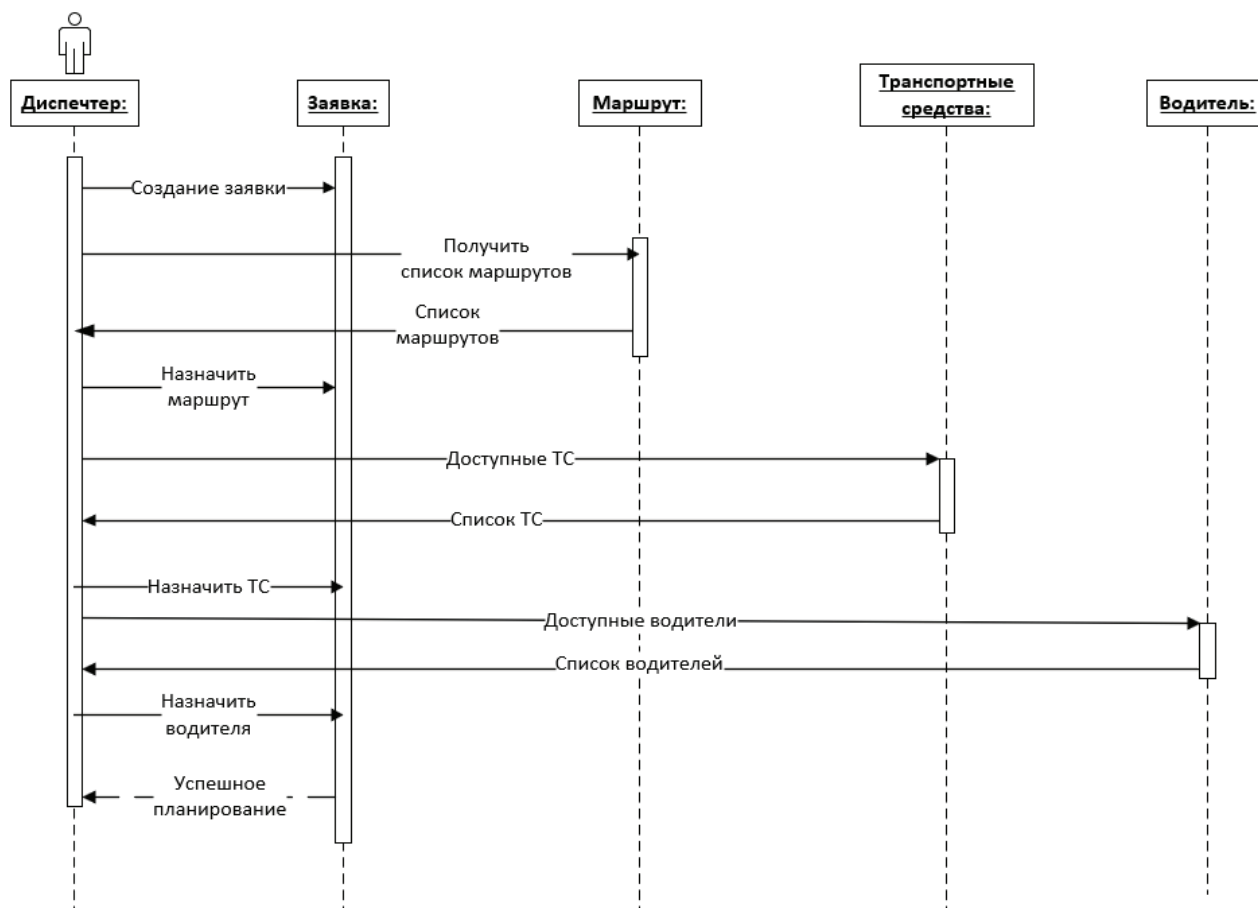 Диспечтер:
Заявка:
Маршрут:
Транспортные
средства:
Водитель:
Создание заявки
Получить
список маршрутов
Список
маршрутов
Назначить
маршрут
Доступные ТС
Список ТС
Назначить ТС
Доступные водители
Список водителей
Назначить
водителя
Успешное
планирование